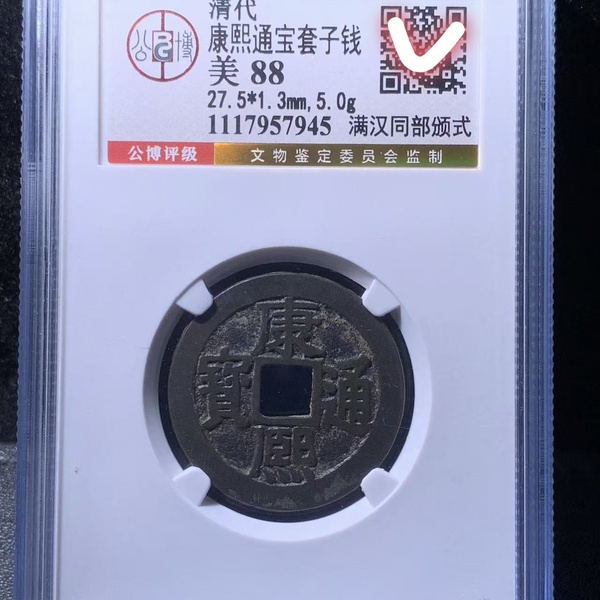 清代
康熙通宝套子钱
美 88
27.5*1.3mm, 5.0g
1117957945 满汉同部颁式
公博
公博评级 文物鉴定委员会监制
康熙通寶